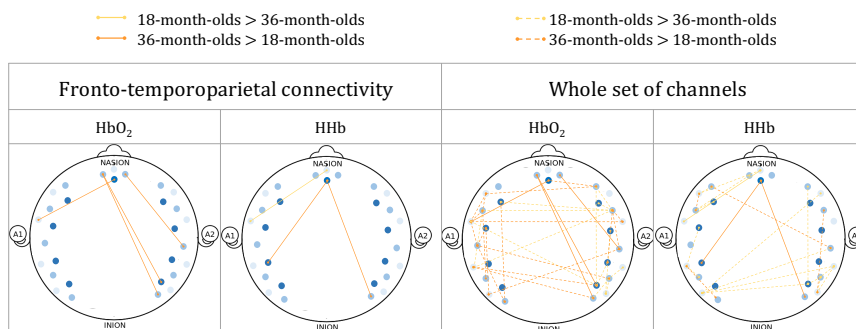 18-month-olds > 36-month-olds
36-month-olds > 18-month-olds
18-month-olds > 36-month-olds
36-month-olds > 18-month-olds
Fronto-temporoparietal connectivity
Whole set of channels
HbO₂
HHb
HbO₂
HHb
NASION
NASION
NASION
NASION
A1
A2
A1
A2
A1
A2
A1
A
INION
INION
INION
INION